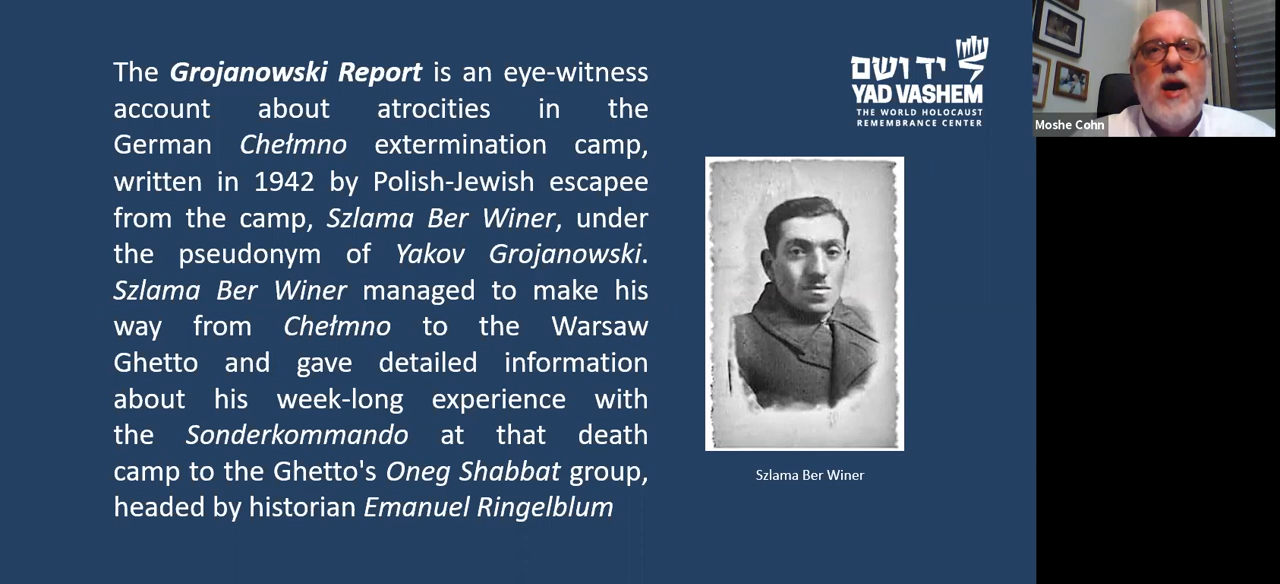 The Grojanowski Report is an eye-witness
account about atrocities in the
German Chełmno extermination camp,
written in 1942 by Polish-Jewish escapee
from the camp, Szlama Ber Winer, under
the pseudonym of Yakov Grojanowski.
Szlama Ber Winer managed to make his
way from Chełmno to the Warsaw
Ghetto and gave detailed information
about his week-long experience with
the Sonderkommando at that death
camp to the Ghetto's Oneg Shabbat group,
headed by historian Emanuel Ringelblum
יד ושם
YAD VASHEM
THE WORLD HOLOCAUST
REMEMBRANCE CENTER
Szlama Ber Winer
Moshe Cohn